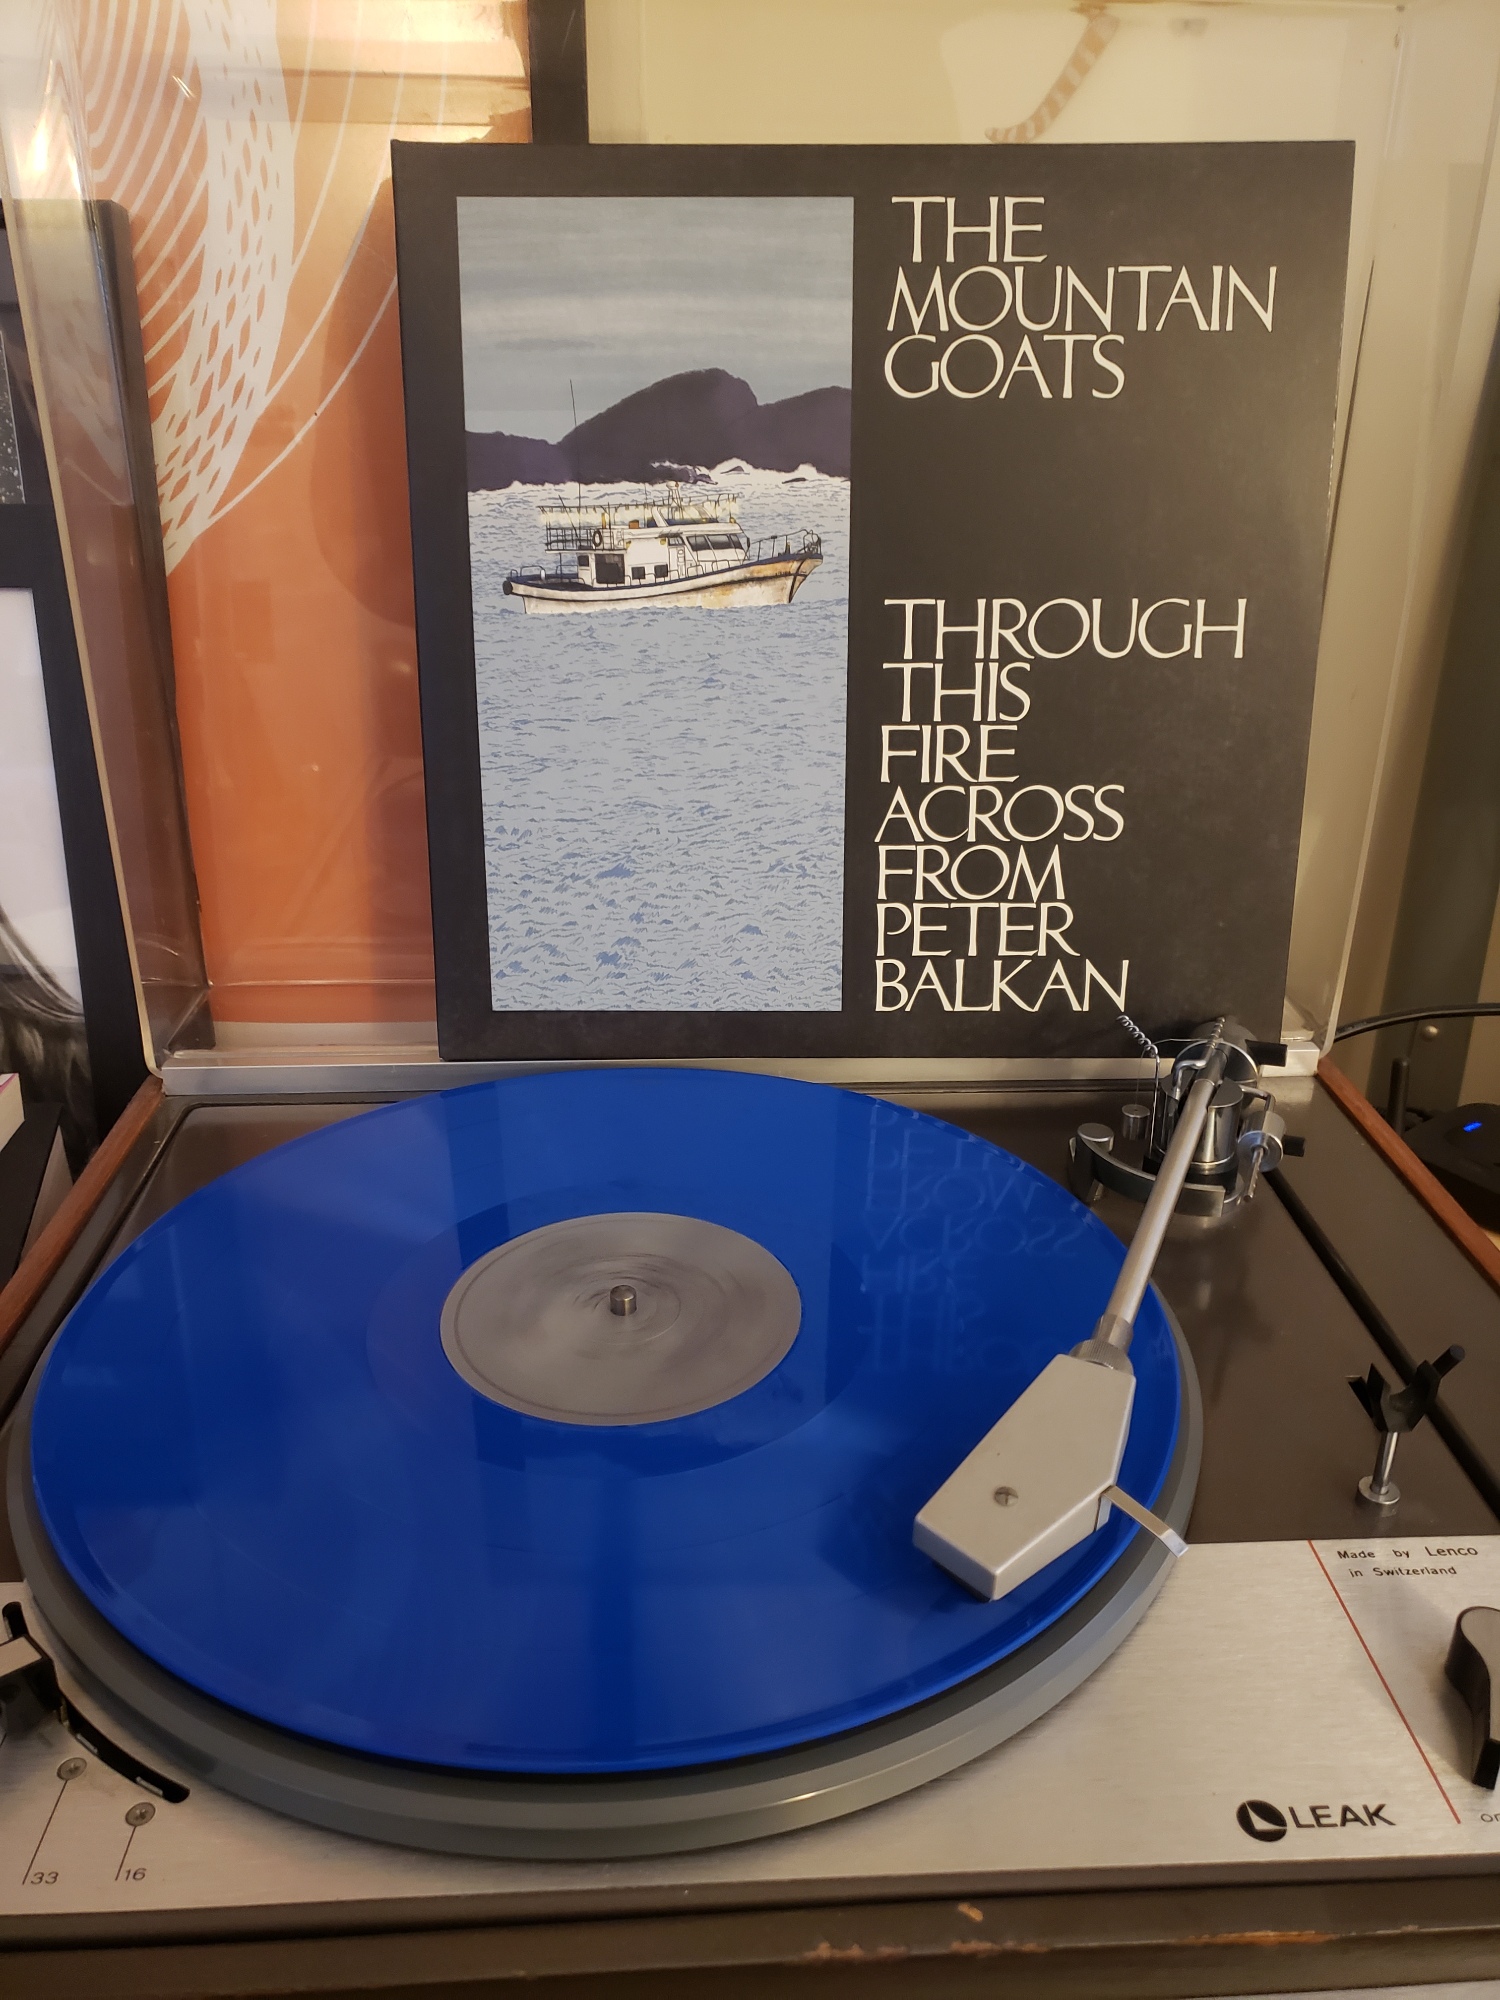 THE
MOUNTAIN
GOATS
THROUGH
THIS
FIRE
ACROSS
FROM
PETER
BALKAN
Made by Lenco
in Switzerland
LEAK
33
16